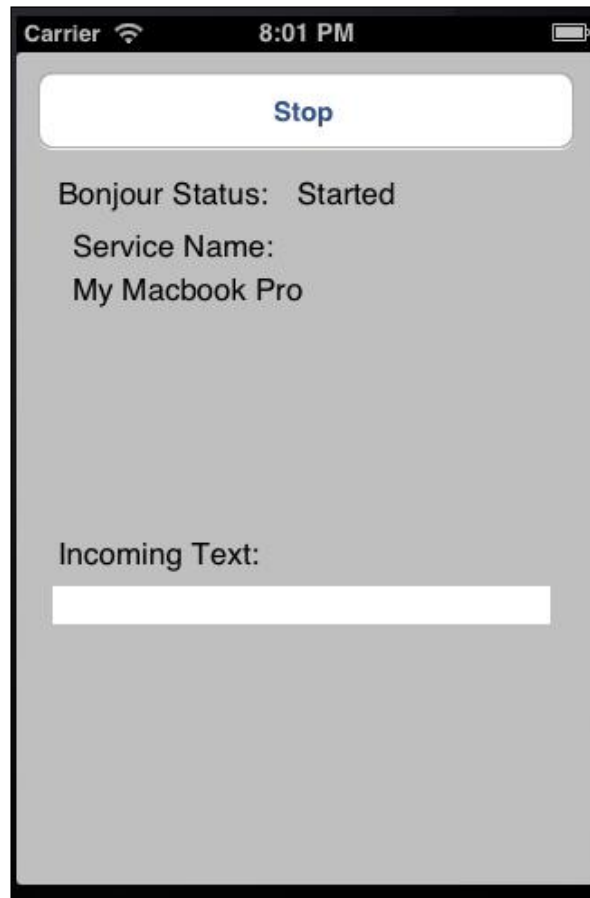 Carrier 8:01 PM
Stop
Bonjour Status: Started
Service Name:
My Macbook Pro
Incoming Text: